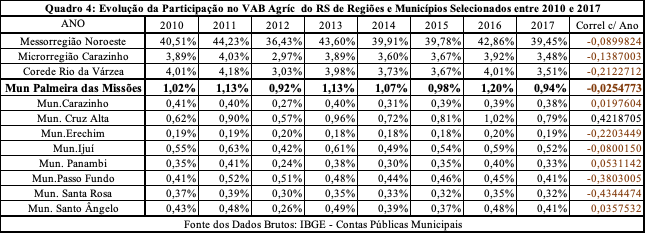 Quadro 4: Evolução da Participação no VAB Agríc do RS de Regiões e Municípios Selecionados entre 2010 e 2017
ANO 2010 2011 2012 2013 2014 2015 2016 2017 Correl c/ Ano
Messorregião Noroeste 40,51% 44,23% 36,43% 43,60% 39,91% 39,78% 42,86% 39,45% -0,0899824
Microrregião Carazinho 3,89% 4,03% 2,97% 3,89% 3,60% 3,67% 3,92% 3,48% -0,1387003
Corede Rio da Várzea 4,01% 4,18% 3,03% 3,98% 3,73% 3,67% 4,01% 3,51% -0,2122712
Mun Palmeira das Missões 1,02% 1,13% 0,92% 1,13% 1,07% 0,98% 1,20% 0,94% -0,0254773
Mun.Carazinho 0,41% 0,40% 0,27% 0,40% 0,31% 0,39% 0,39% 0,38% 0,0197604
Mun. Cruz Alta 0,62% 0,90% 0,57% 0,96% 0,72% 0,81% 1,02% 0,79% 0,4218705
Mun.Erechim 0,19% 0,19% 0,20% 0,18% 0,18% 0,18% 0,20% 0,19% -0,2203449
Mun.Ijuí 0,55% 0,63% 0,42% 0,61% 0,49% 0,54% 0,59% 0,52% -0,0800150
Mun. Panambi 0,35% 0,41% 0,24% 0,38% 0,30% 0,35% 0,40% 0,33% 0,0531142
Mun.Passo Fundo 0,41% 0,52% 0,51% 0,48% 0,44% 0,46% 0,45% 0,41% -0,3803005
Mun. Santa Rosa 0,37% 0,39% 0,30% 0,35% 0,33% 0,32% 0,35% 0,32% -0,4344474
Mun. Santo Ângelo 0,43% 0,48% 0,26% 0,49% 0,39% 0,37% 0,48% 0,41% 0,0357532
Fonte dos Dados Brutos: IBGE - Contas Públicas Municipais